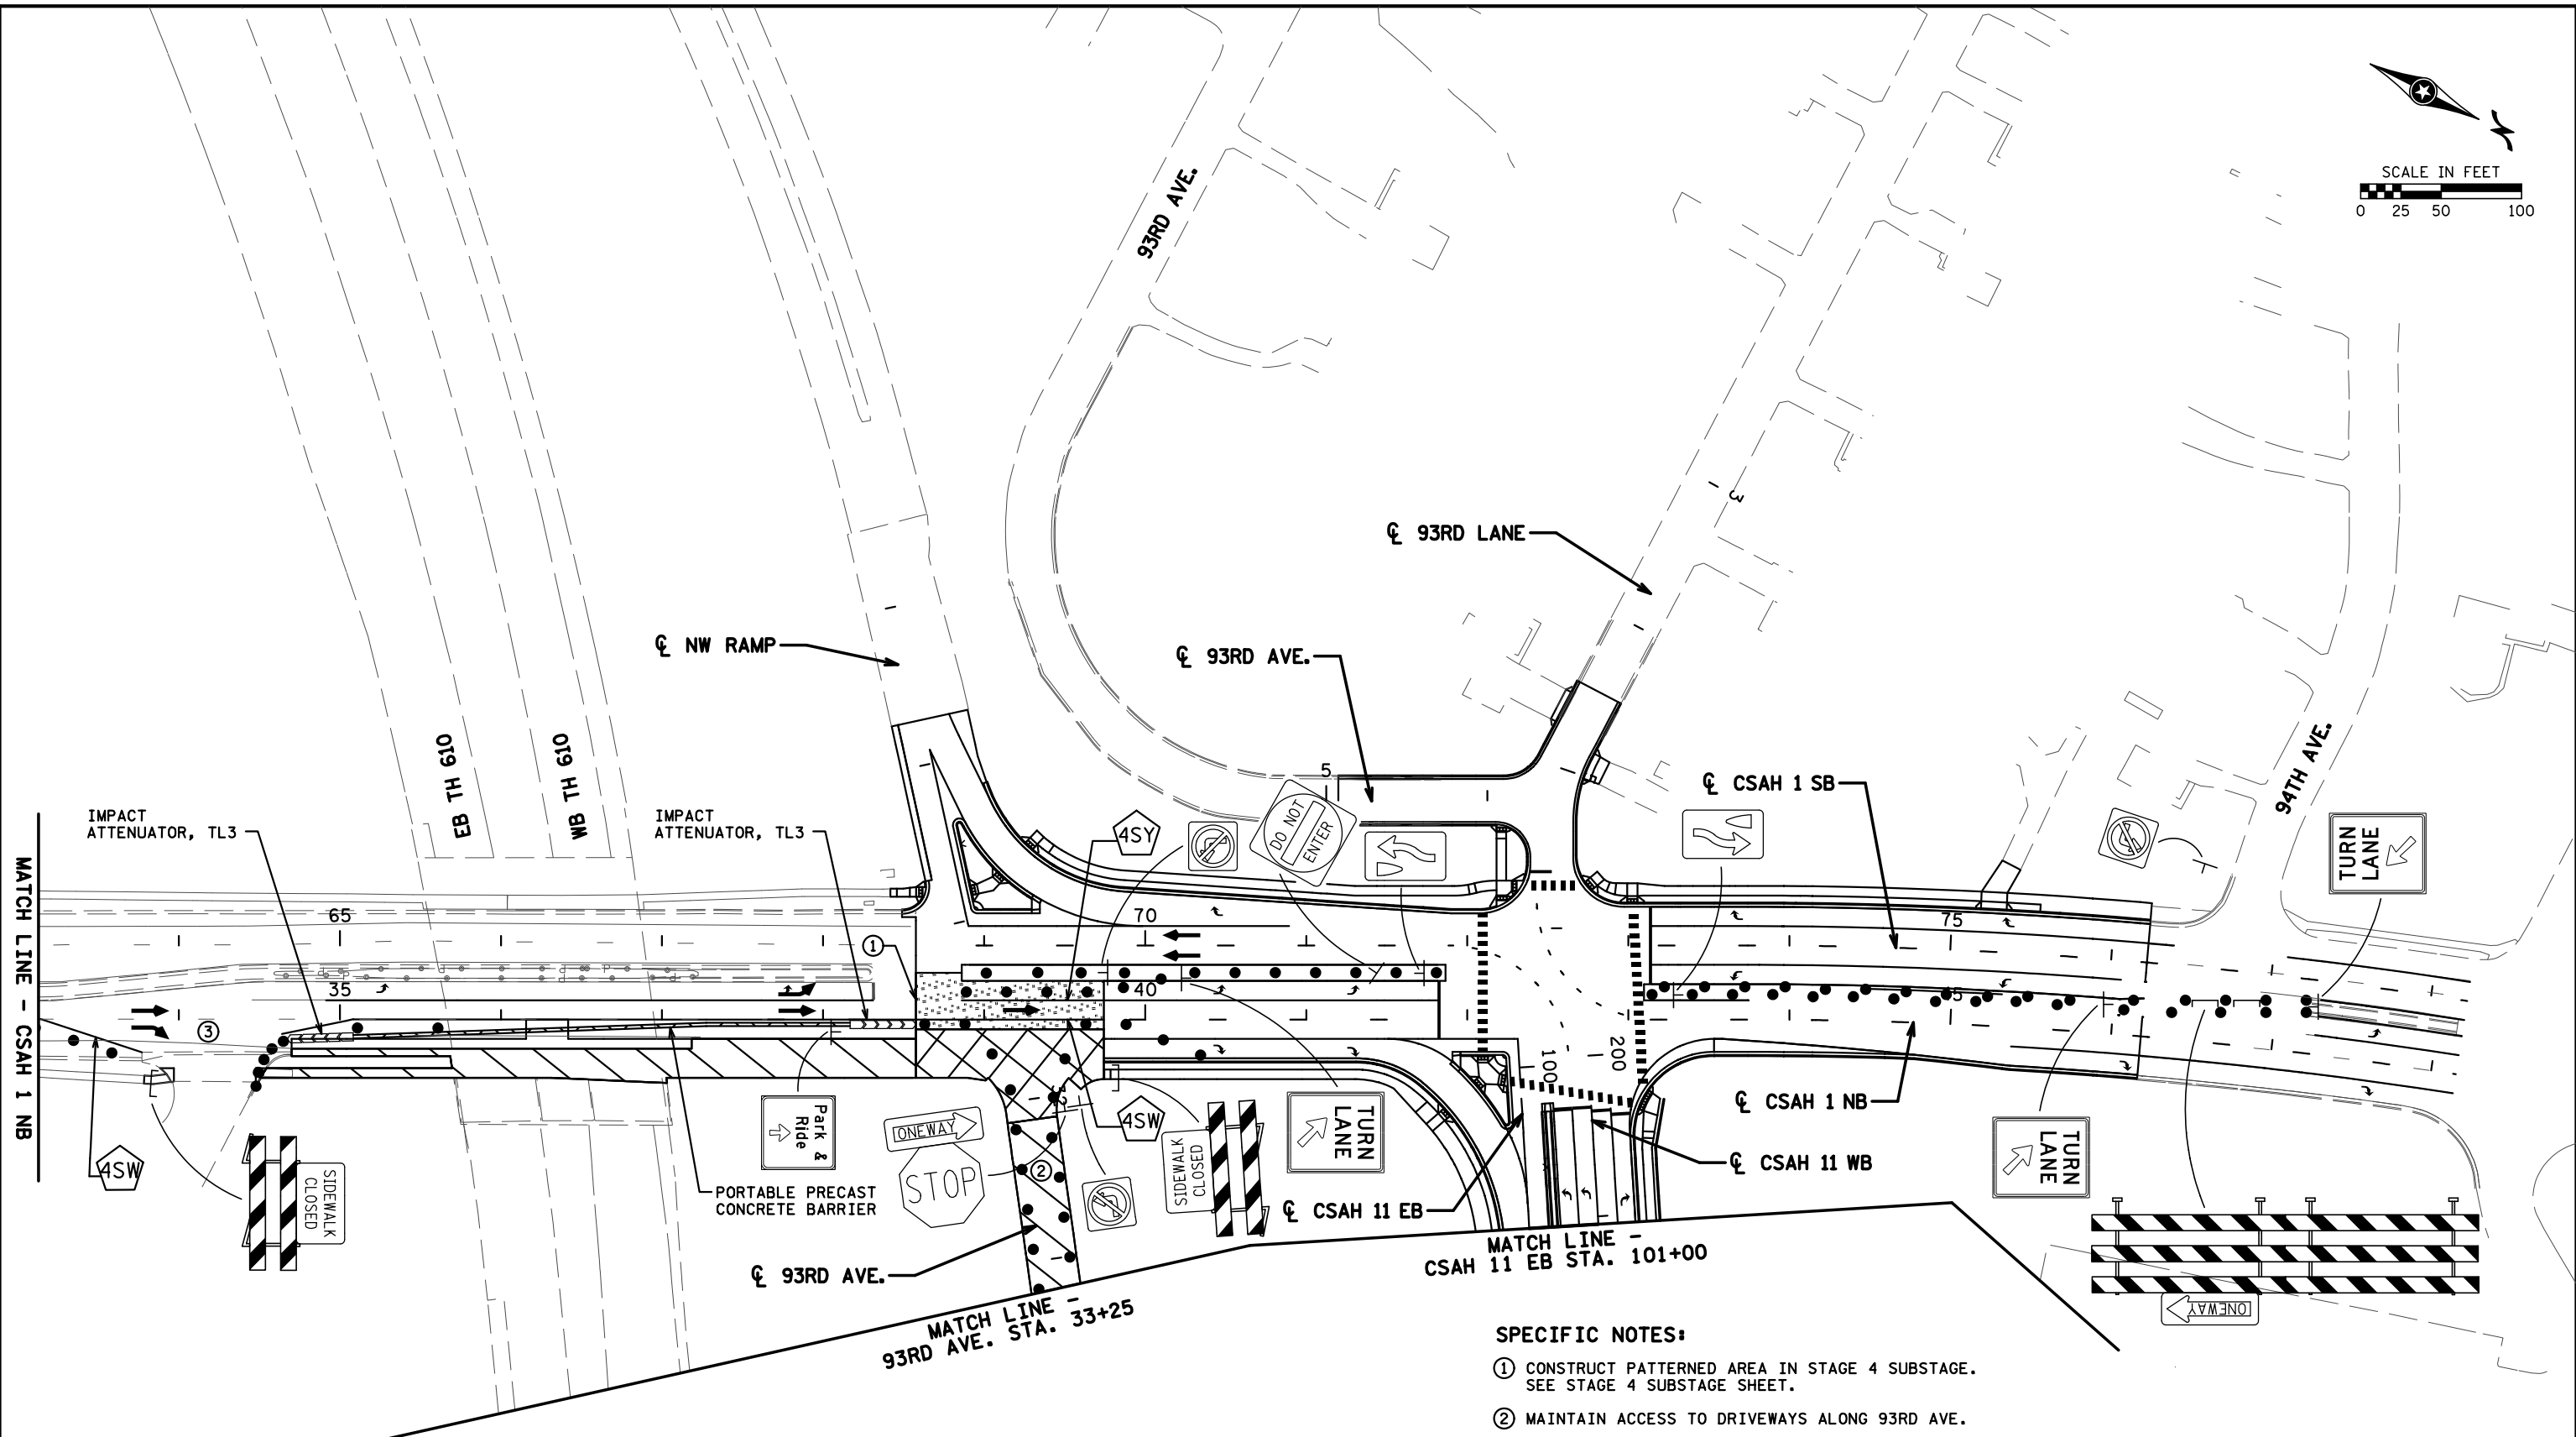 SCALE IN FEET
0 25 50 100
93RD AVE.
3
℄ 93RD LANE
℄ NW RAMP
℄ 93RD AVE.
EB TH 610
WB TH 610
5
DO NOT
ENTER
℄ CSAH 1 SB
94TH AVE.
TURN
LANE
IMPACT
ATTENUATOR, TL3
IMPACT
ATTENUATOR, TL3
4SY
MATCH LINE - CSAH 1 NB
65
70
75
1
35
40
45
3
100
200
℄ CSAH 1 NB
℄ CSAH 11 WB
4SW
SIDEWALK
CLOSED
Park &
Ride
ONEWAY
STOP
2
4SW
SIDEWALK
CLOSED
TURN
LANE
TURN
LANE
PORTABLE PRECAST
CONCRETE BARRIER
℄ CSAH 11 EB
℄ 93RD AVE.
MATCH LINE -
CSAH 11 EB STA. 101+00
MATCH LINE -
93RD AVE. STA. 33+25
ONEWAY
SPECIFIC NOTES:
1 CONSTRUCT PATTERNED AREA IN STAGE 4 SUBSTAGE.
SEE STAGE 4 SUBSTAGE SHEET.
2 MAINTAIN ACCESS TO DRIVEWAYS ALONG 93RD AVE.